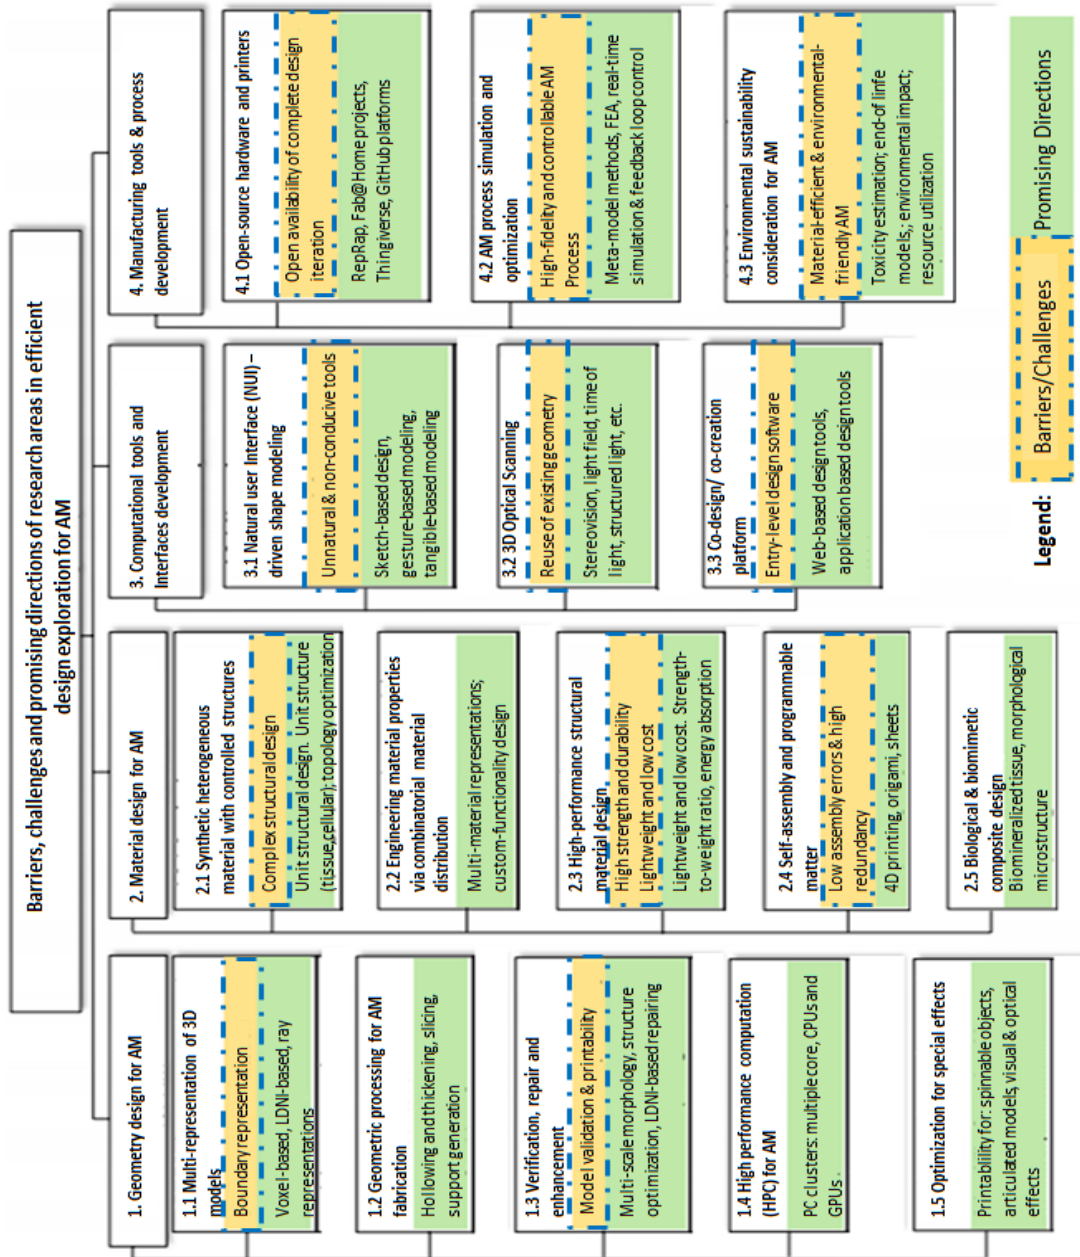 Barriers, challenges and promising directions of research areas in efficient
design exploration for AM
1. Geometry design for AM
1.1 Multi-representation of 3D
models
Boundary representation
Voxel-based, LDNI-based, ray
representations
1.2 Geometric processing for AM
fabrication
Hollowing and thickening, slicing,
support generation
1.3 Verification, repair and
enhancement
Model validation & printability
Multi-scale morphology, structure
optimization, LDNI-based repairing
1.4 High performance computation
(HPC) for AM
PC clusters: multiple core, CPUs and
GPUs.
1.5 Optimization for special effects
Printability for: spinnable objects,
articulated models, visual & optical
effects
2. Material design for AM
2.1 Synthetic heterogeneous
material with controlled structures
Complex structural design
Unit structural design. Unit structure
(tissue,cellular); topology optimization
2.2 Engineering material properties
via combinatorial material
distribution
Multi-material representations;
custom-functionality design
2.3 High-performance structural
material design
High strength and durability
Lightweight and low cost
Lightweight and low cost. Strength-
to-weight ratio, energy absorption
2.4 Self-assembly and programmable
matter
Low assembly errors & high
redundancy
4D printing, origami, sheets
2.5 Biological & biomimetic
composite design
Biomineralized tissue, morphological
microstructure
3. Computational tools and
Interfaces development
3.1 Natural user Interface (NUI) –
driven shape modeling
Unnatural & non-conductive tools
Sketch-based design,
gesture-based modeling,
tangible-based modeling
3.2 3D Optical Scanning
Reuse of existing geometry
Stereovision, light field, time of
light, structured light, etc.
3.3 Co-design/ co-creation
platform
Entry-level design software
Web-based design tools,
application based design tools
4. Manufacturing tools & process
development
4.1 Open-source hardware and printers
Open availability of complete design
iteration
RepRap, Fab@Home projects,
Thingiverse, GitHub platforms
4.2 AM process simulation and
optimization
High-fidelity and controllable AM
Process
Meta-model methods, FEA, real-time
simulation & feedback loop control
4.3 Environmental sustainability
consideration for AM
Material-efficient & environmental-
friendly AM
Toxicity estimation; end of linfe
models,; environmental impact;
resource utilization
Legend:
Barriers/Challenges
Promising Directions